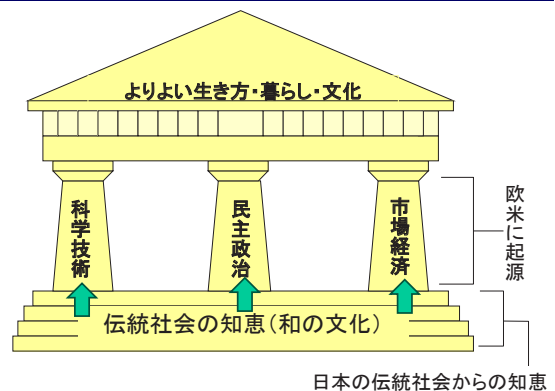 よりよい生き方・暮らし・文化
科学技術
民主政治
市場経済
欧米に起源
伝統社会の知恵(和の文化)
日本の伝統社会からの知恵